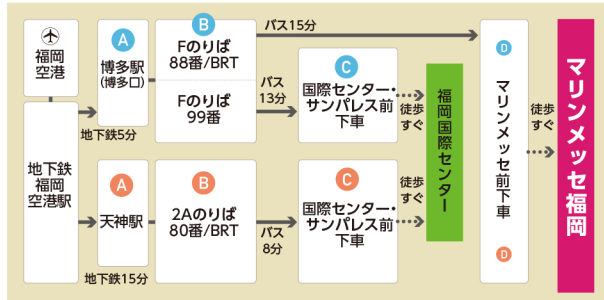 福岡
空港
地下鉄
福岡
空港駅
地下鉄5分
地下鉄15分
A
博多駅
(博多口)
A
天神駅
B
Fのりば
88番/BRT
Fのりば
99番
B
2Aのりば
80番/BRT
バス15分
バス
13分
バス
8分
C
国際センター・
サンパレス前
下車
C
国際センター・
サンパレス前
下車
徒歩
すぐ
徒歩
すぐ
福岡国際センター
D
マリンメッセ前下車
D
徒歩
すぐ
マリンメッセ福岡